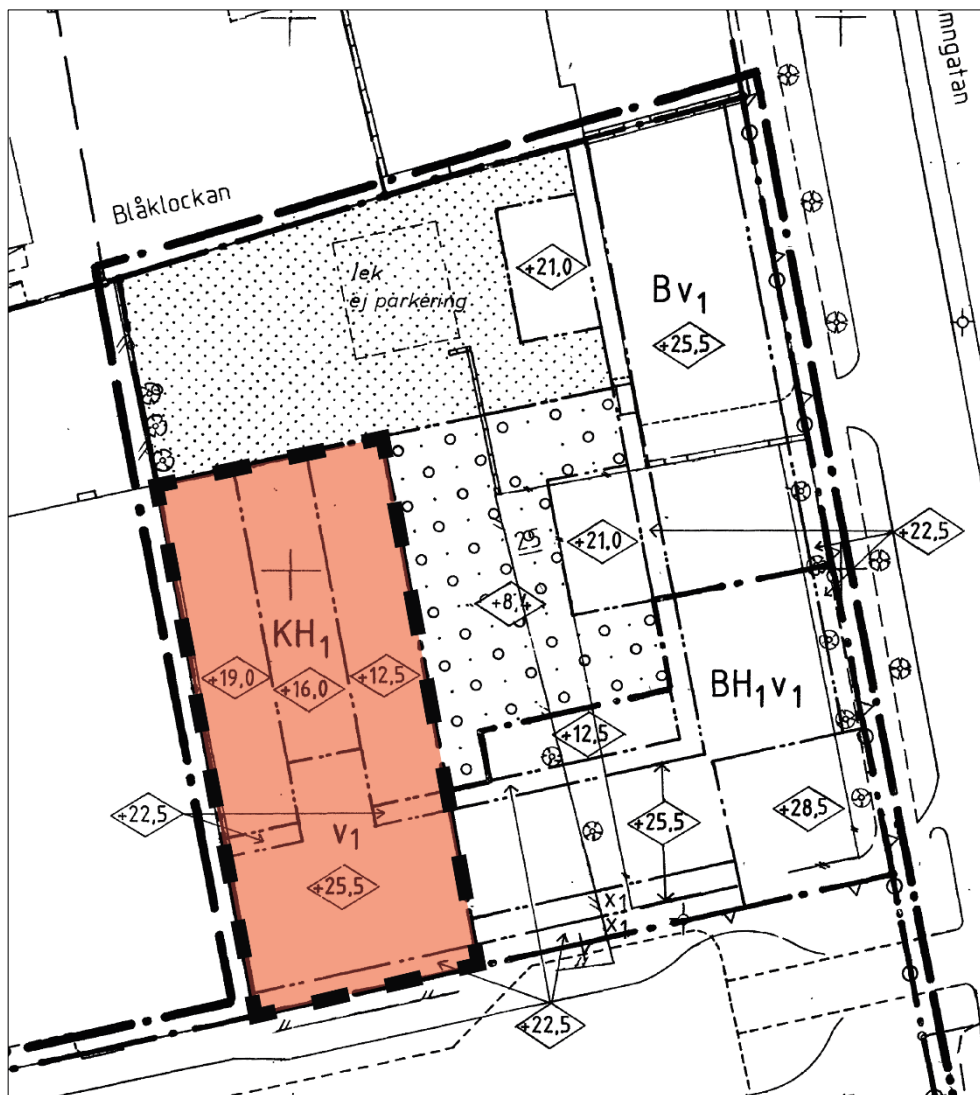 mngatan
Blåklockan
lek
ej parkering
+21,0
Bv1
+25,5
29
+21,0
+22,5
+8,4
KH1
+19,0
+16,0
+12,5
BH1v1
+12,5
+22,5
v1
+25,5
+28,5
+25,5
x1
x1
+22,5